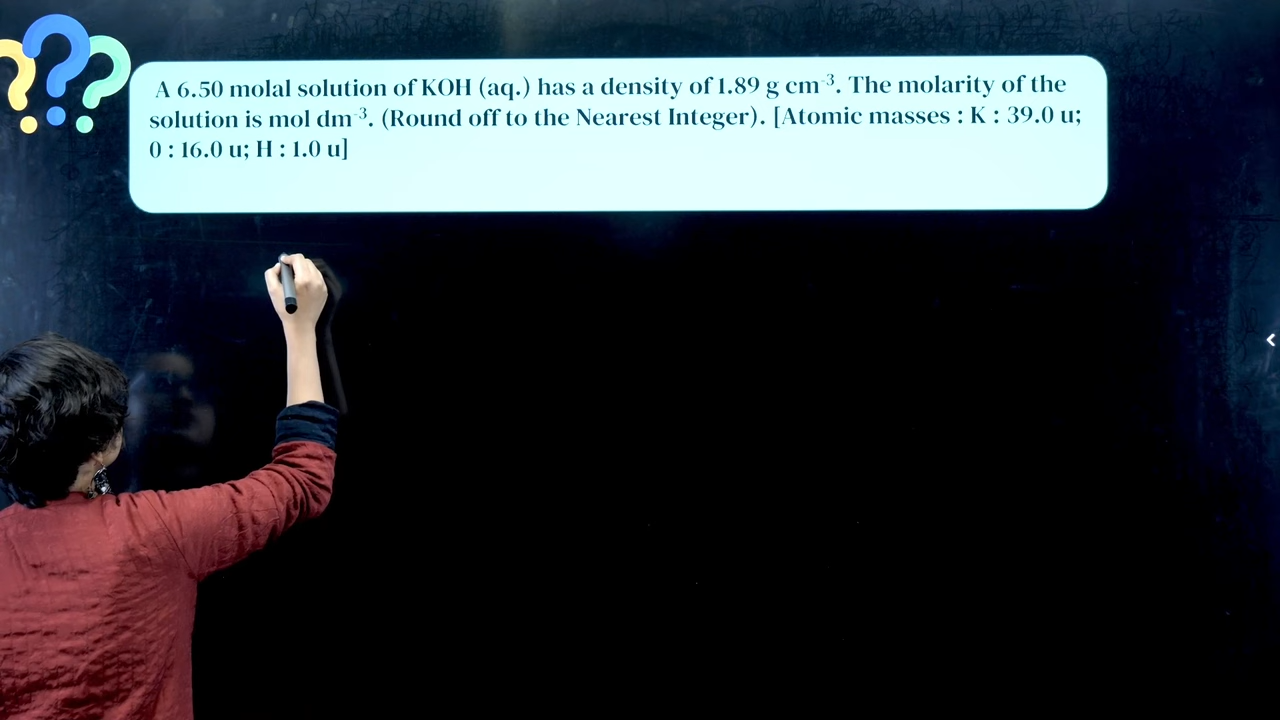 ???
A 6.50 molal solution of KOH (aq.) has a density of 1.89 g cm⁻³. The molarity of the
solution is mol dm⁻³. (Round off to the Nearest Integer). [Atomic masses : K : 39.0 u;
0 : 16.0 u; H : 1.0 u]